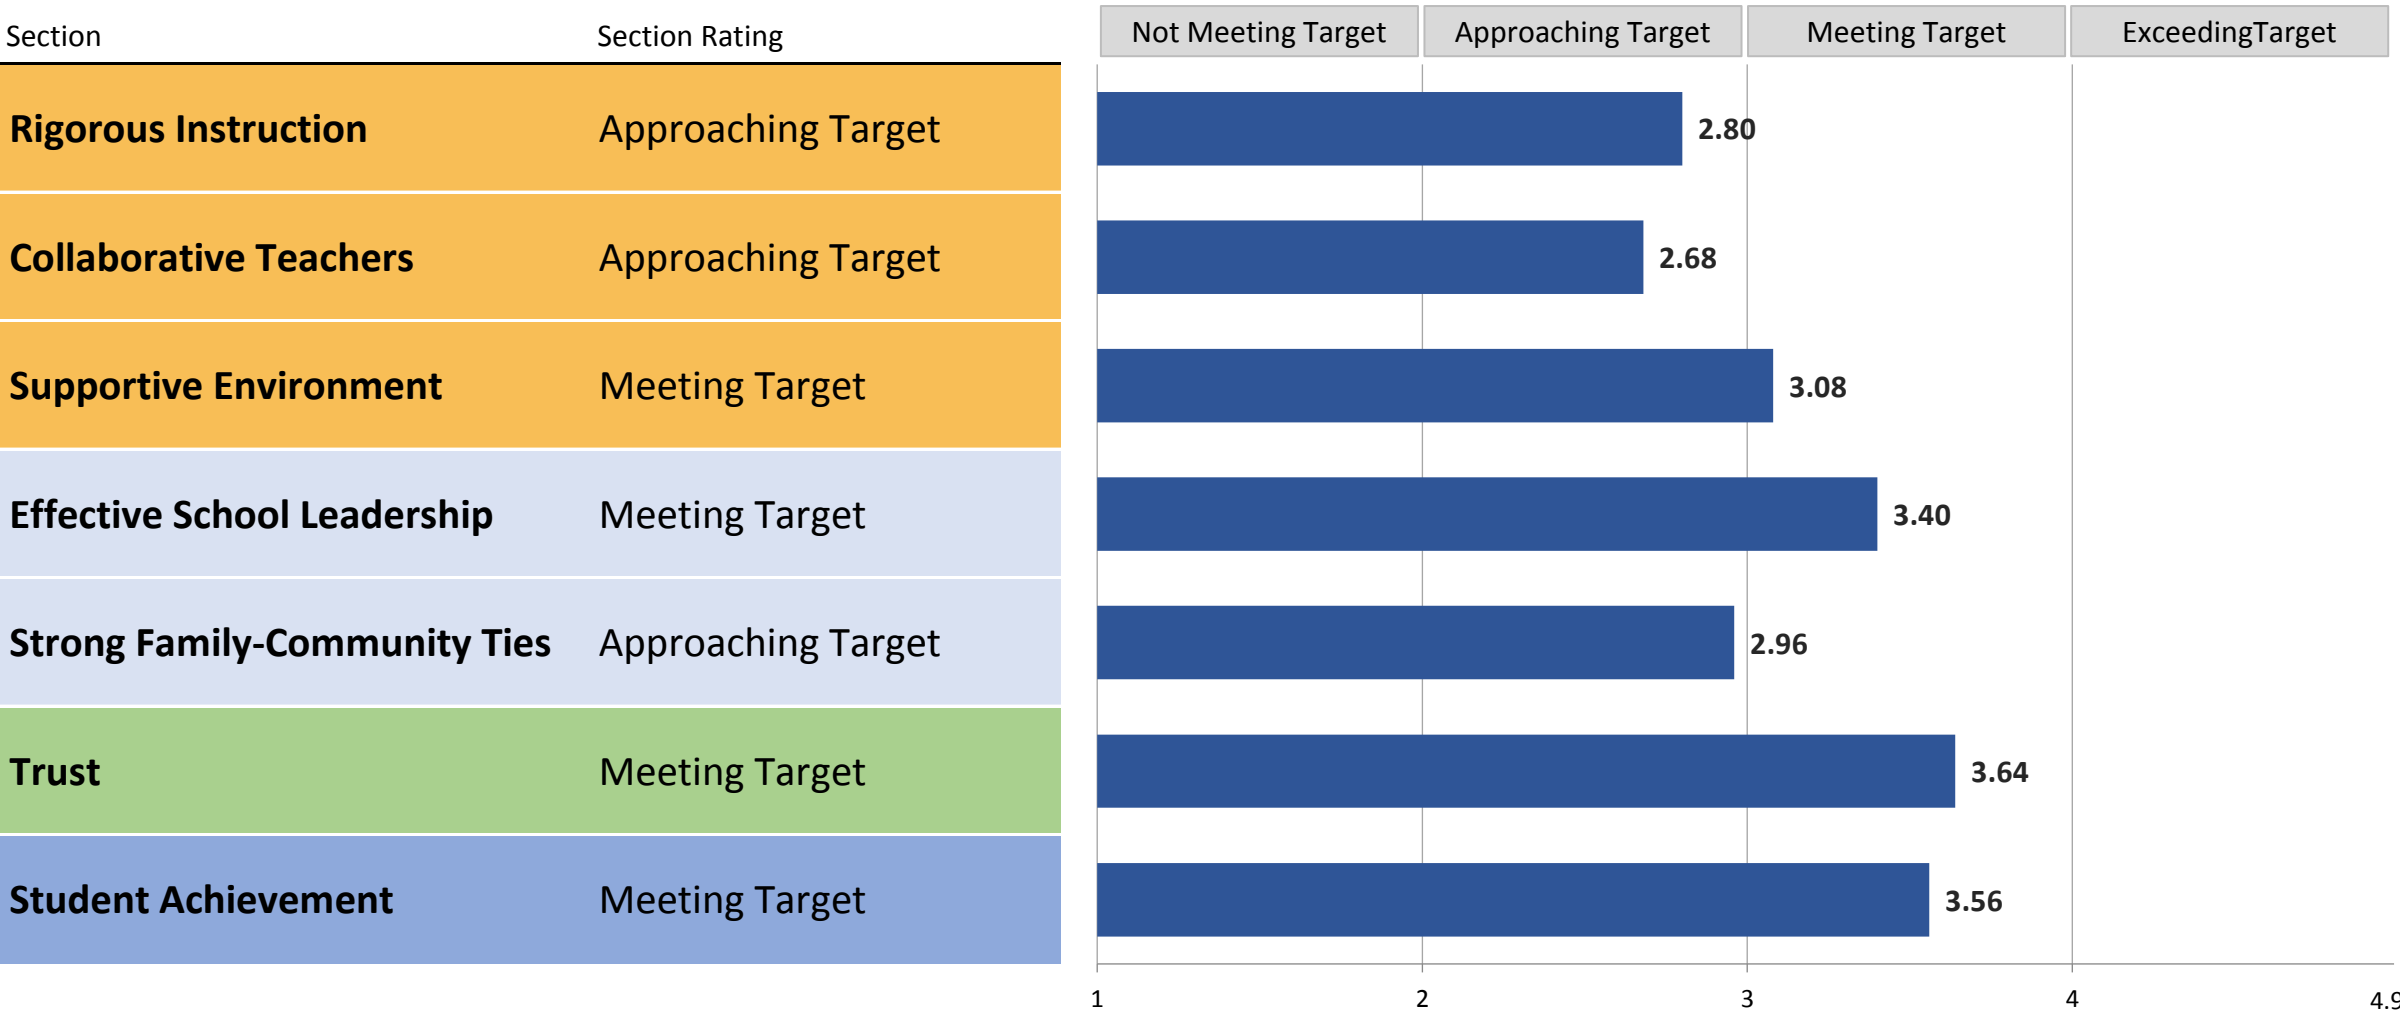 Section Section Rating Not Meeting Target Approaching Target Meeting Target ExceedingTarget
Rigorous Instruction Approaching Target 2.80
Collaborative Teachers Approaching Target 2.68
Supportive Environment Meeting Target 3.08
Effective School Leadership Meeting Target 3.40
Strong Family-Community Ties Approaching Target 2.96
Trust Meeting Target 3.64
Student Achievement Meeting Target 3.56
1 2 3 4 4.9